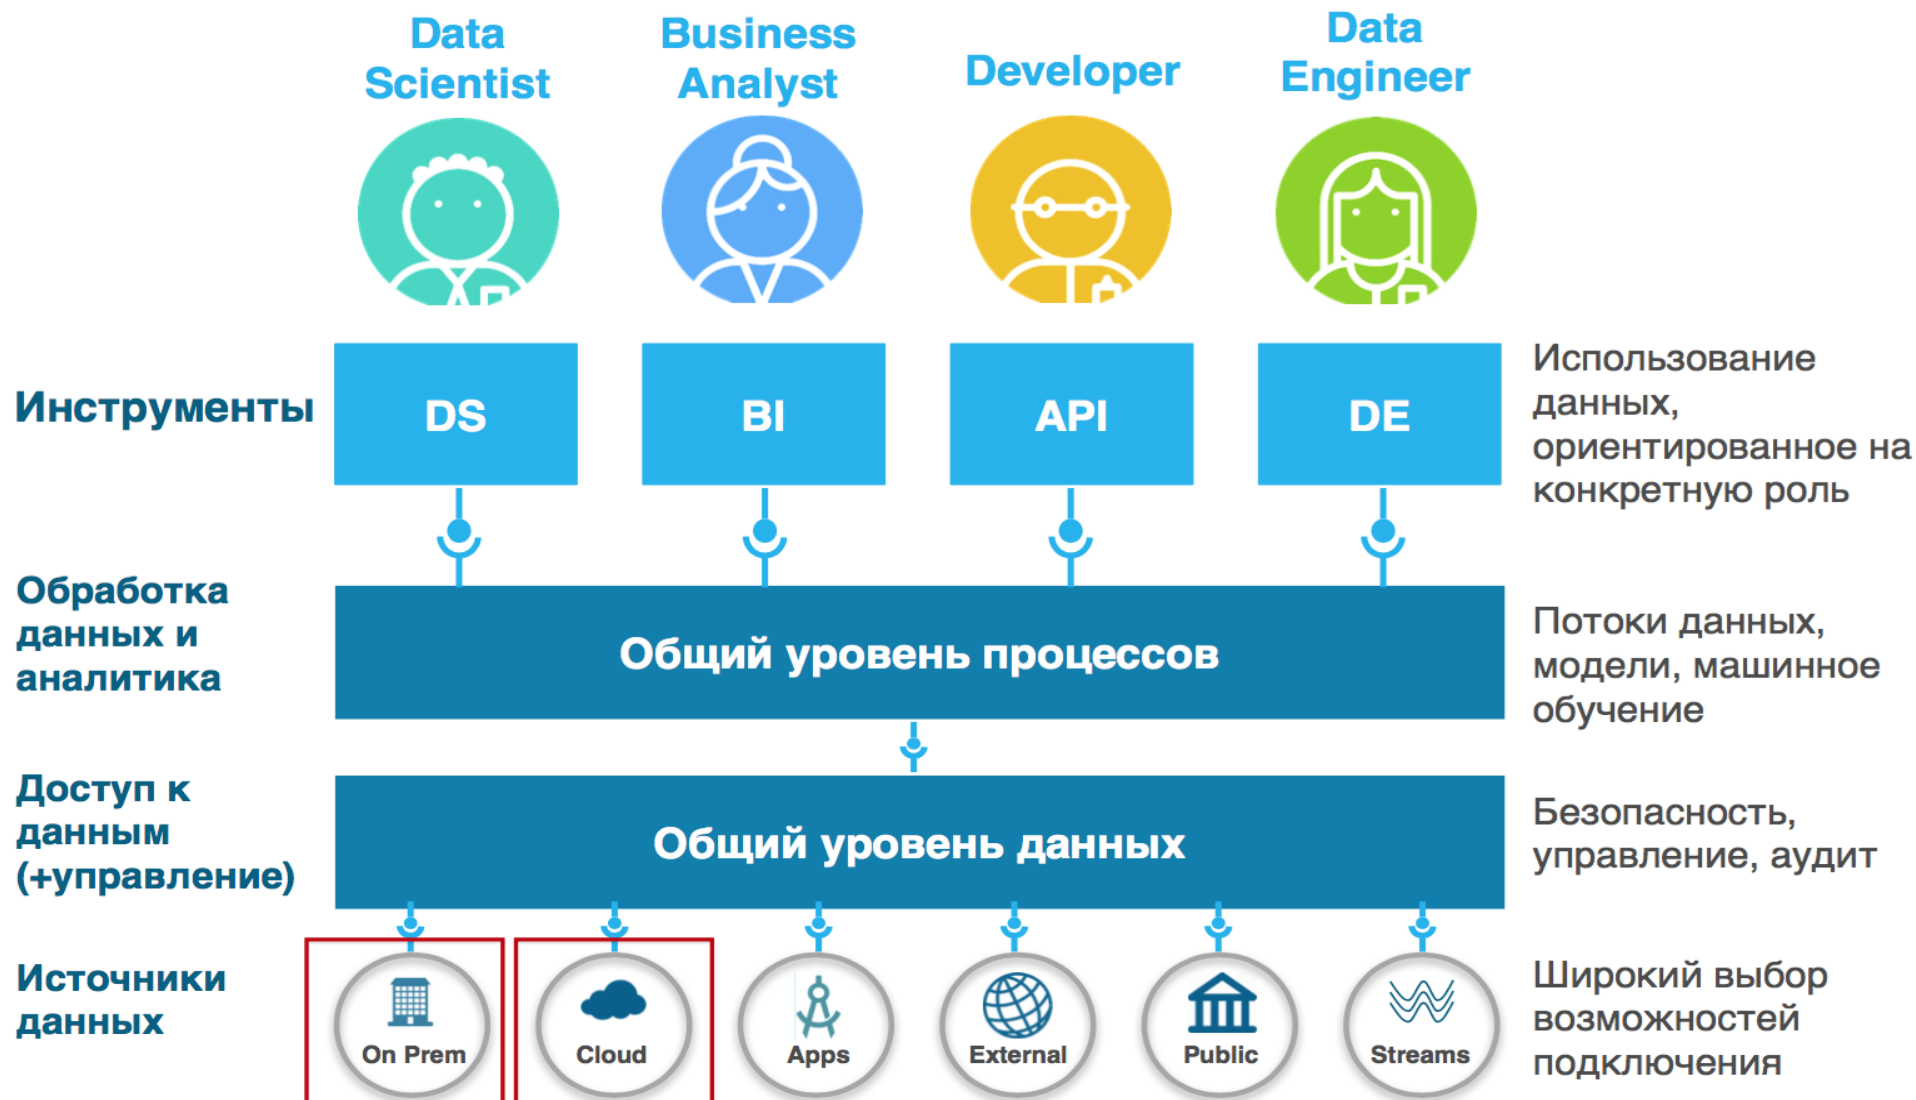 Data
Scientist
Business
Analyst
Developer
Data
Engineer
Инструменты
DS
BI
API
DE
Использование
данных,
ориентированное на
конкретную роль
Обработка
данных и
аналитика
Общий уровень процессов
Потоки данных,
модели, машинное
обучение
Доступ к
данным
(+управление)
Общий уровень данных
Безопасность,
управление, аудит
Источники
данных
On Prem
Cloud
Apps
External
Public
Streams
Широкий выбор
возможностей
подключения